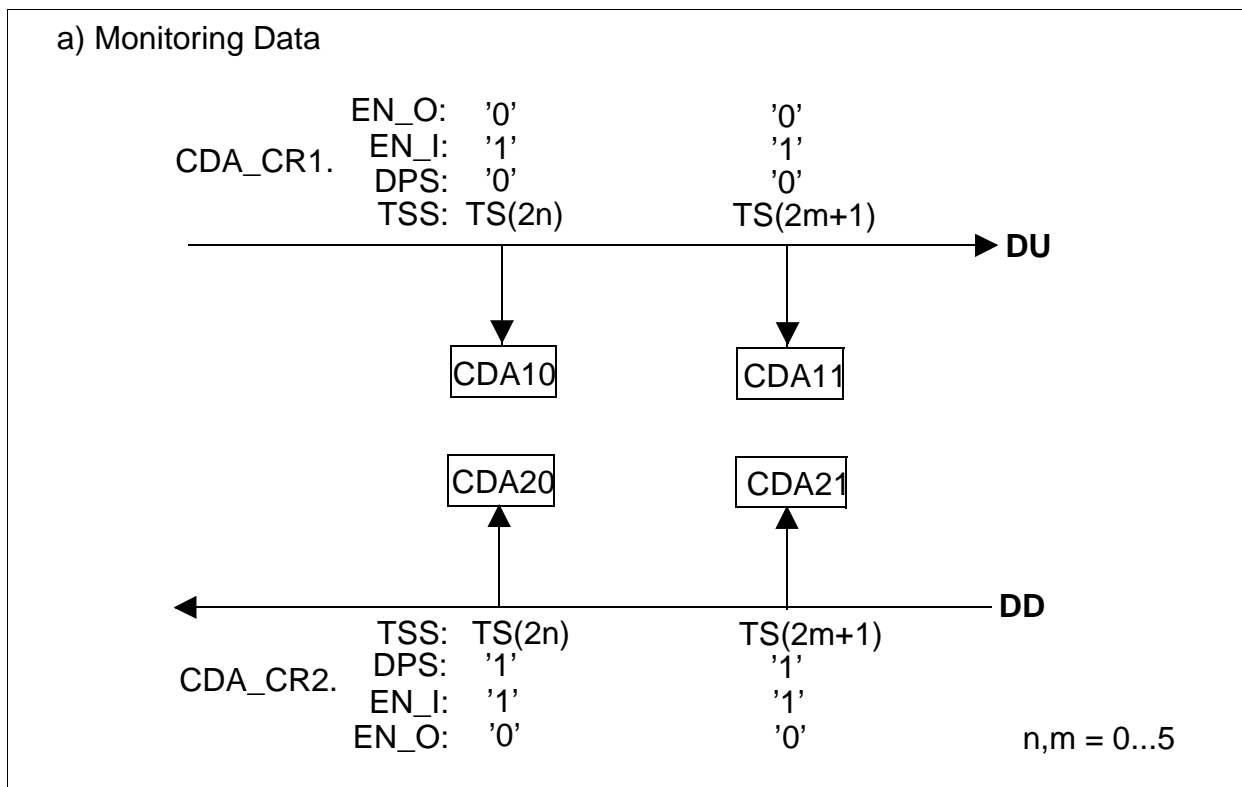 a) Monitoring Data
EN_O: ’0’ ’0’
EN_I: ’1’ ’1’
CDA_CR1.
DPS: ’0’ ’0’
TSS: TS(2n) TS(2m+1)
DU
CDA10 CDA11
CDA20 CDA21
DD
TSS: TS(2n) TS(2m+1)
DPS: ’1’ ’1’
CDA_CR2.
EN_I: ’1’ ’1’
EN_O: ’0’ ’0’ n,m = 0...5